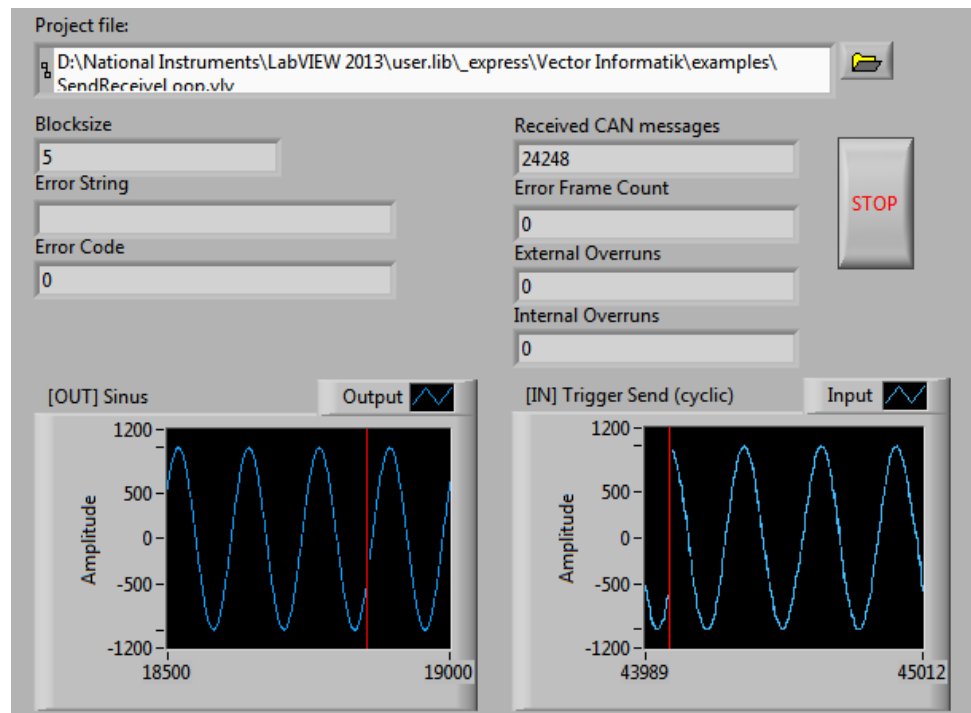 Project file:
D:\National Instruments\LabVIEW 2013\user.lib\_express\Vector Informatik\examples\
SendReceiveLoop.vlv
Blocksize
5
Error String
Error Code
0
Received CAN messages
24248
Error Frame Count
0
External Overruns
0
Internal Overruns
0
STOP
[OUT] Sinus
Output
1200
500
0
-500
-1200
Amplitude
18500
19000
[IN] Trigger Send (cyclic)
Input
1200
500
0
-500
-1200
Amplitude
43989
45012